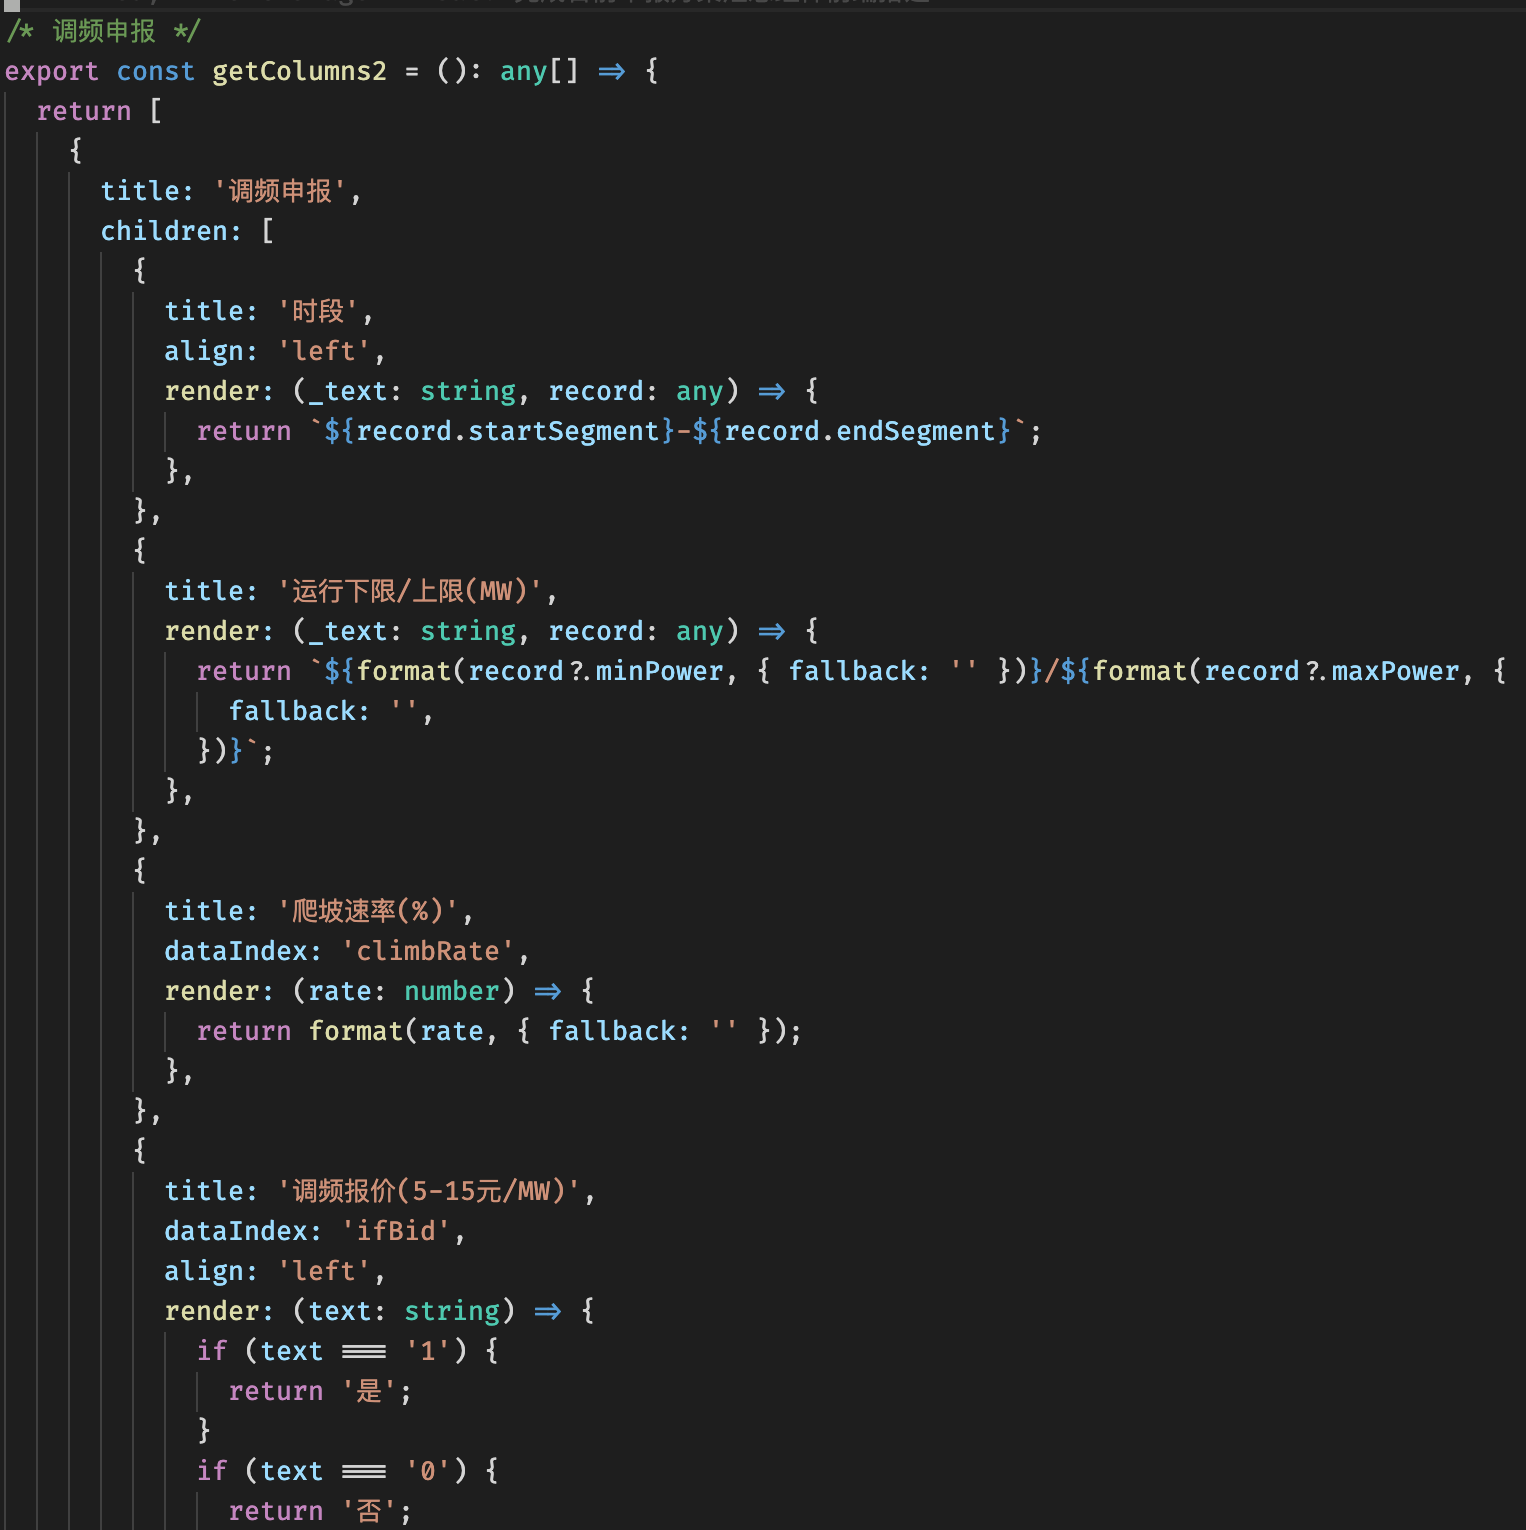 /* 调频申报 */
export const getColumns2 = (): any[] => {
  return [
    {
      title: '调频申报',
      children: [
        {
          title: '时段',
          align: 'left',
          render: (_text: string, record: any) => {
            return `${record.startSegment}-${record.endSegment}`;
          },
        },
        {
          title: '运行下限/上限(MW)',
          render: (_text: string, record: any) => {
            return `${format(record?.minPower, { fallback: '' })}/${format(record?.maxPower, {
              fallback: '',
            })}`;
          },
        },
        {
          title: '爬坡速率(%)',
          dataIndex: 'climbRate',
          render: (rate: number) => {
            return format(rate, { fallback: '' });
          },
        },
        {
          title: '调频报价(5-15元/MW)',
          dataIndex: 'ifBid',
          align: 'left',
          render: (text: string) => {
            if (text === '1') {
              return '是';
            }
            if (text === '0') {
              return '否';